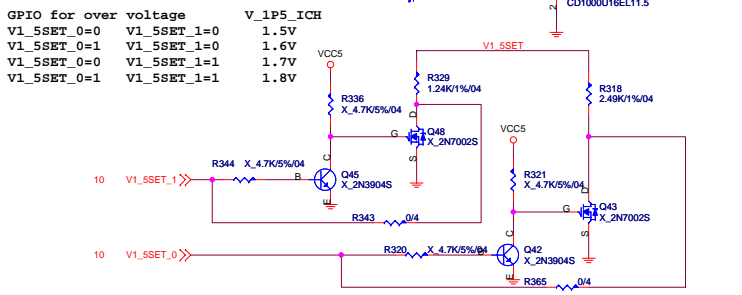 GPIO for over voltage V_1P5_ICH
V1_5SET_0=0 V1_5SET_1=0 1.5V
V1_5SET_0=1 V1_5SET_1=0 1.6V
V1_5SET_0=0 V1_5SET_1=1 1.7V
V1_5SET_0=1 V1_5SET_1=1 1.8V
CD1000U16EL11.5
2
V1_5SET
VCC5
R329
1.24K/1%/04
R318
2.49K/1%/04
R336
X_4.7K/5%/04
D
G
Q48
X_2N7002S
S
VCC5
C
R344 X_4.7K/5%/04
B
Q45
X_2N3904S
E
R321
X_4.7K/5%/04
10 V1_5SET_1
D
G
Q43
X_2N7002S
S
R343 0/4
C
10 V1_5SET_0
R320 X_4.7K/5%/04
B
Q42
X_2N3904S
E
R365 0/4